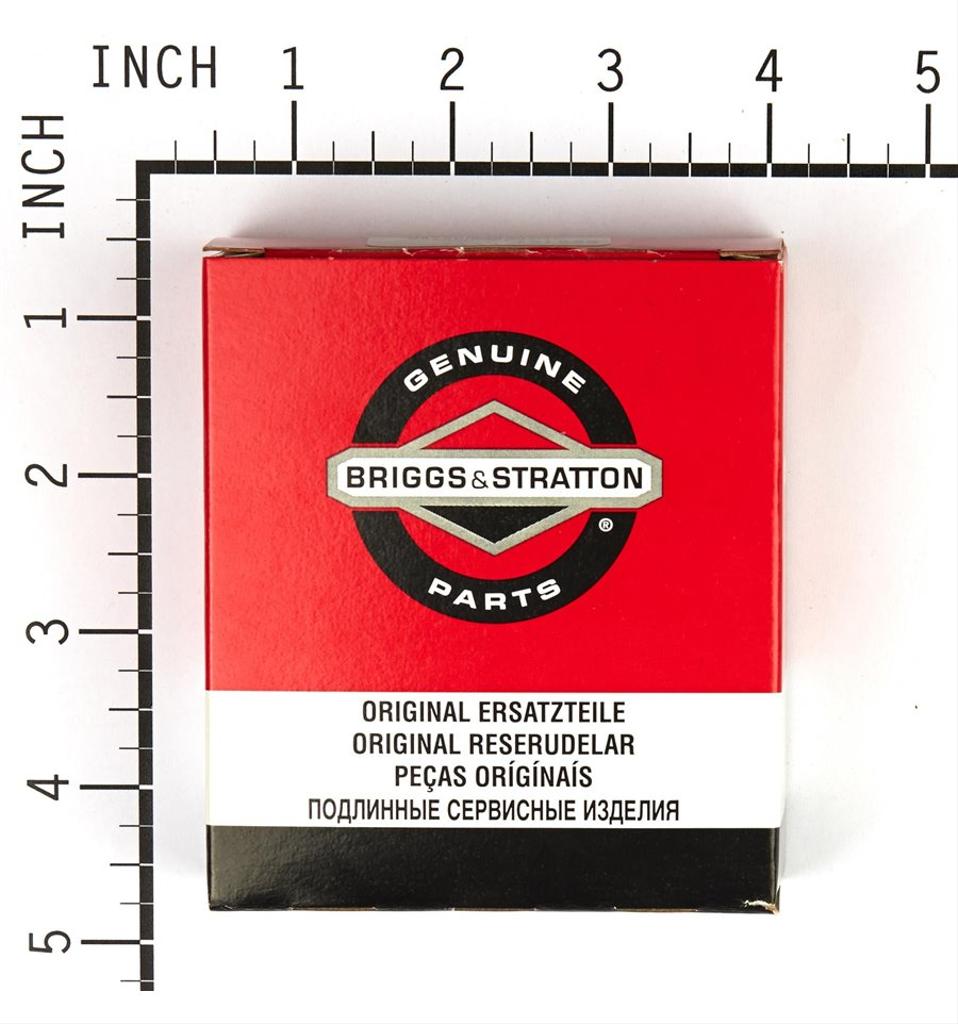 INCH 1 2 3 4 5
INCH
1
2
3
4
5
GENUINE
BRIGGS & STRATTON
®
PARTS
ORIGINAL ERSATZTEILE
ORIGINAL RESERUDELAR
PEÇAS ORÍGÍNAÍS
ПОДЛИННЫЕ СЕРВИСНЫЕ ИЗДЕЛИЯ